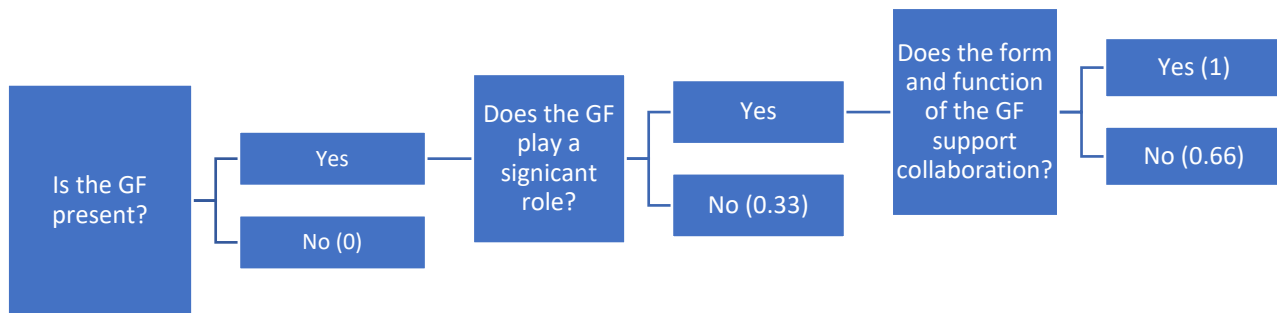 Is the GF
present?
Yes
No (0)
Does the GF
play a
signicant
role?
Yes
No (0.33)
Does the form
and function
of the GF
support
collaboration?
Yes (1)
No (0.66)